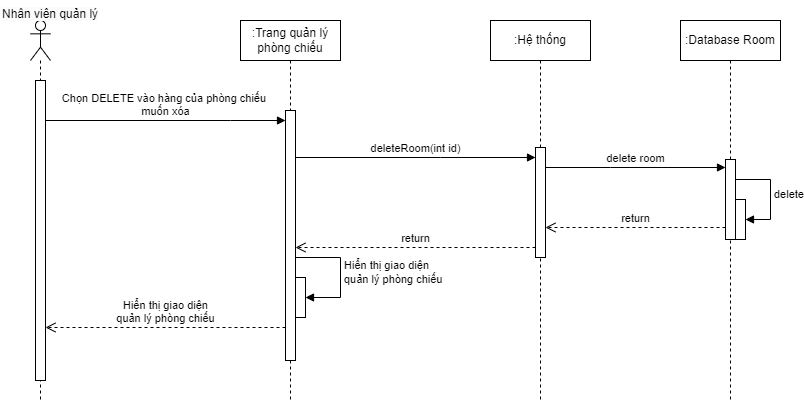 Nhân viên quản lý
:Trang quản lý
phòng chiếu
:Hệ thống
:Database Room
Chọn DELETE vào hàng của phòng chiếu
muốn xóa
deleteRoom(int id)
delete room
delete
return
return
Hiển thị giao diện
quản lý phòng chiếu
Hiển thị giao diện
quản lý phòng chiếu